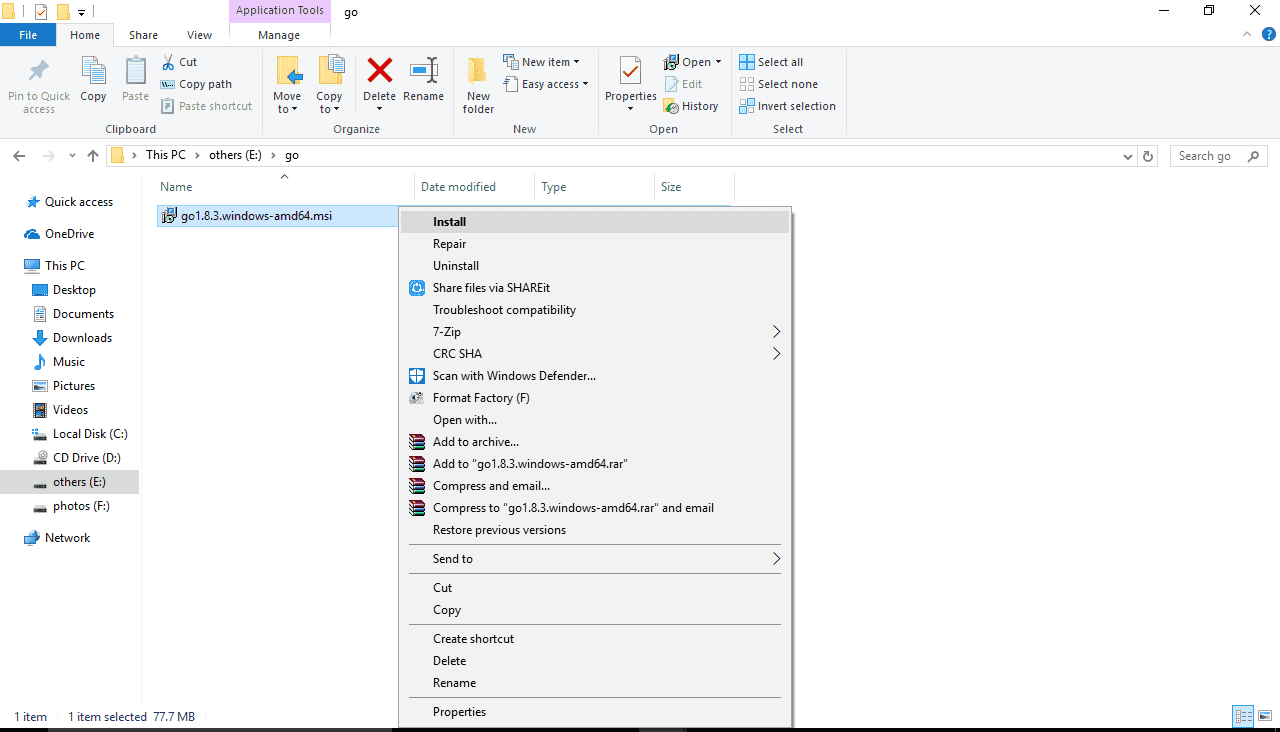 Application Tools
go
File
Home
Share
View
Manage
Pin to Quick access
Copy
Paste
Cut
Copy path
Paste shortcut
Clipboard
Move to
Copy to
Delete
Rename
Organize
New folder
New item
Easy access
New
Properties
Open
Edit
History
Open
Select all
Select none
Invert selection
Select
This PC
others (E:)
go
Search go
Name
Date modified
Type
Size
Quick access
OneDrive
This PC
Desktop
Documents
Downloads
Music
Pictures
Videos
Local Disk (C:)
CD Drive (D:)
others (E:)
photos (F:)
Network
go1.8.3.windows-amd64.msi
Install
Repair
Uninstall
Share files via SHAREit
Troubleshoot compatibility
7-Zip
CRC SHA
Scan with Windows Defender...
Format Factory (F)
Open with...
Add to archive...
Add to "go1.8.3.windows-amd64.rar"
Compress and email...
Compress to "go1.8.3.windows-amd64.rar" and email
Restore previous versions
Send to
Cut
Copy
Create shortcut
Delete
Rename
Properties
1 item
1 item selected 77.7 MB